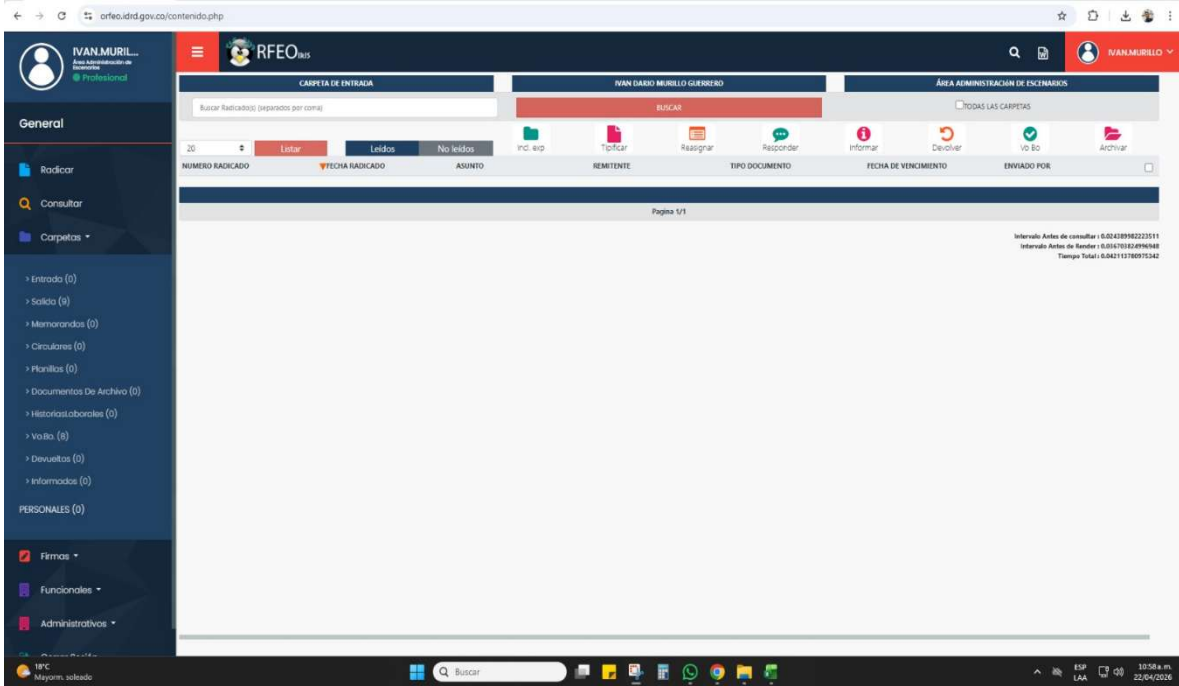 orfeo.idrd.gov.co/contenido.php
IVAN.MURIL...
Área Administración de Escenarios
Profesional
RFEO
IVAN.MURILLO
General
Radicar
Consultar
Carpetas
> Entrada (0)
> Salida (9)
> Memorandos (0)
> Circulares (0)
> Planillas (0)
> Documentos De Archivo (0)
> HistoriasLaborales (0)
> Vo.Bo. (8)
> Devueltos (0)
> Informados (0)
PERSONALES (0)
Firmas
Funcionales
Administrativos
CARPETA DE ENTRADA
IVAN DARIO MURILLO GUERRERO
ÁREA ADMINISTRACIóN DE ESCENARIOS
Buscar Radicado(s) (separados por coma)
BUSCAR
TODAS LAS CARPETAS
20
Listar
Leídos
No leídos
Incl. exp
Tipificar
Reasignar
Responder
Informar
Devolver
Vo Bo
Archivar
NUMERO RADICADO
FECHA RADICADO
ASUNTO
REMITENTE
TIPO DOCUMENTO
FECHA DE VENCIMIENTO
ENVIADO POR
Pagina 1/1
Intervalo Antes de consultar : 0.024389982223511
Intervalo Antes de Render : 0.036703824996948
Tiempo Total : 0.042113780975342
18°C
Mayorm. soleado
Buscar
ESP
LAA
10:58 a.m.
22/04/2026